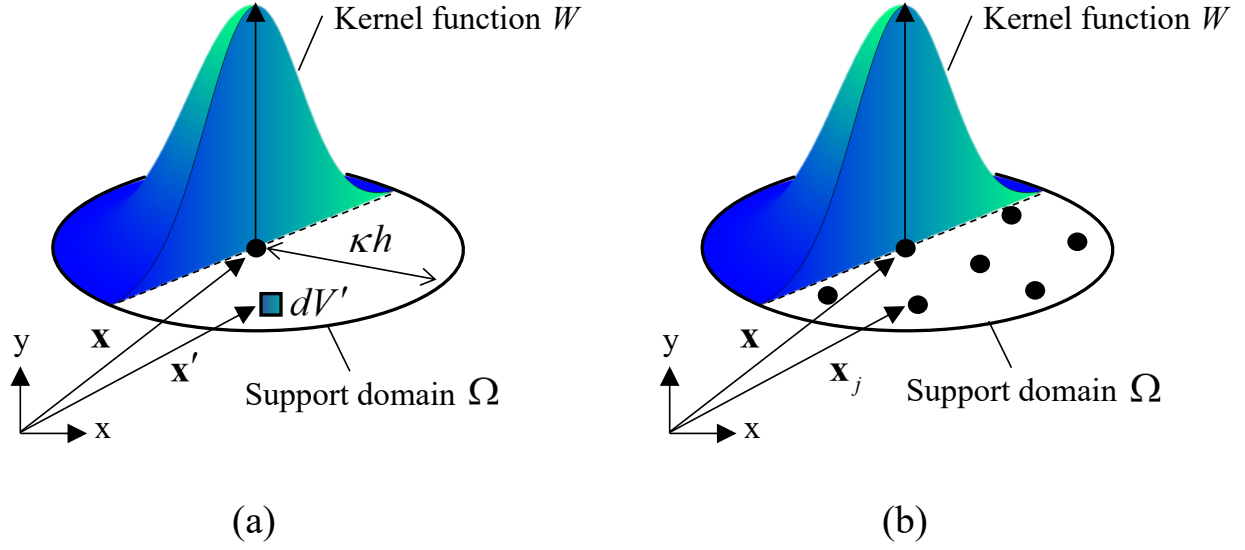 Kernel function W
κh
dV'
x
x'
y
x
Support domain Ω
(a)
Kernel function W
x
x_j
y
x
Support domain Ω
(b)